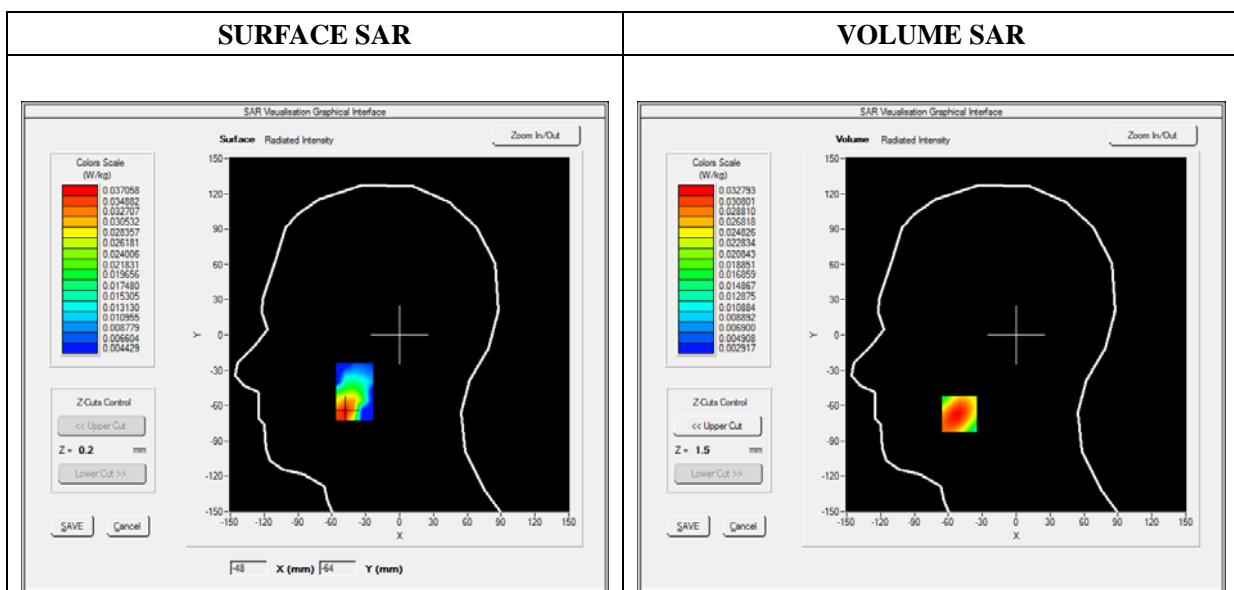 SURFACE SAR
VOLUME SAR
SAR Visualisation Graphical Interface
Surface Radiated Intensity
Zoom In/Out
Colors Scale
(W/kg)
0.037058
0.034882
0.032707
0.030532
0.028357
0.026181
0.024006
0.021831
0.019656
0.017480
0.015305
0.013130
0.010955
0.008779
0.006604
0.004429
Z-Cuts Control
<< Upper Cut
Z = 0.2 mm
Lower Cut >>
SAVE Cancel
150
120
90
60
30
0
-30
-60
-90
-120
-150
Y
-150 -120 -90 -60 -30 0 30 60 90 120 150
X
-48 X (mm) -64 Y (mm)
SAR Visualisation Graphical Interface
Volume Radiated Intensity
Zoom In/Out
Colors Scale
(W/kg)
0.032793
0.030801
0.028810
0.026818
0.024826
0.022834
0.020843
0.018851
0.016859
0.014867
0.012875
0.010884
0.008892
0.006900
0.004908
0.002917
Z-Cuts Control
<< Upper Cut
Z = 1.5 mm
Lower Cut >>
SAVE Cancel
150
120
90
60
30
0
-30
-60
-90
-120
-150
Y
-150 -120 -90 -60 -30 0 30 60 90 120 150
X